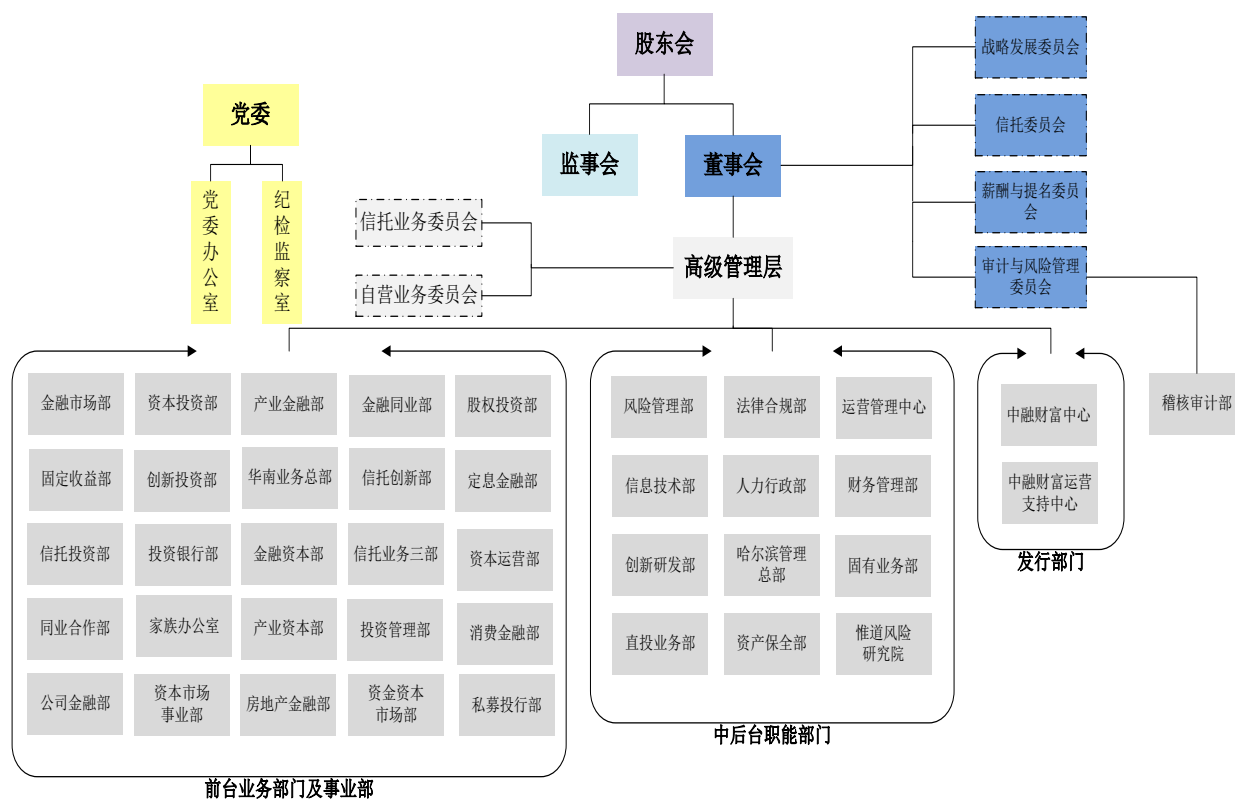 股东会
战略发展委员会
党委
信托委员会
监事会
董事会
党委办公室
纪检监察室
薪酬与提名委员
会
信托业务委员会
高级管理层
审计与风险管理
委员会
自营业务委员会
金融市场部
资本投资部
产业金融部
金融同业部
股权投资部
固定收益部
创新投资部
华南业务总部
信托创新部
定息金融部
信托投资部
投资银行部
金融资本部
信托业务三部
资本运营部
同业合作部
家族办公室
产业资本部
投资管理部
消费金融部
公司金融部
资本市场
事业部
房地产金融部
资金资本
市场部
私募投行部
前台业务部门及事业部
风险管理部
法律合规部
运营管理中心
信息技术部
人力行政部
财务管理部
创新研发部
哈尔滨管理
总部
固有业务部
直投业务部
资产保全部
惟道风险
研究院
中后台职能部门
中融财富中心
中融财富运营
支持中心
发行部门
稽核审计部